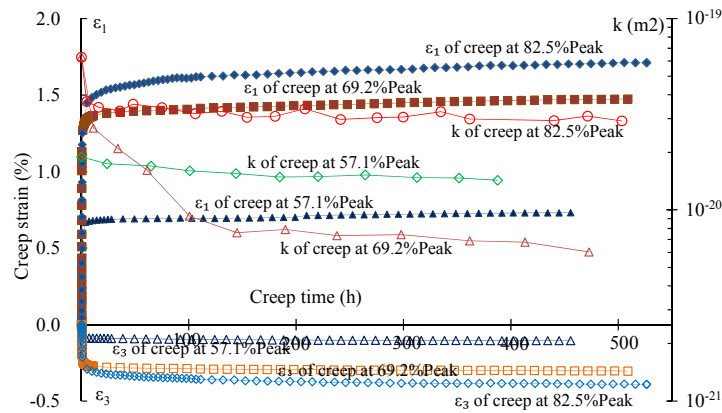 2.0
ε₁
k (m2)
10⁻¹⁹
ε₁ of creep at 82.5%Peak
1.5
ε₁ of creep at 69.2%Peak
k of creep at 82.5%Peak
k of creep at 57.1%Peak
1.0
ε₁ of creep at 57.1%Peak
10⁻²⁰
0.5
k of creep at 69.2%Peak
Creep strain (%)
Creep time (h)
0.0
100
200
300
400
500
ε₃ of creep at 57.1%Peak
ε₃ of creep at 69.2%Peak
ε₃ of creep at 82.5%Peak
-0.5
ε₃
10⁻²¹